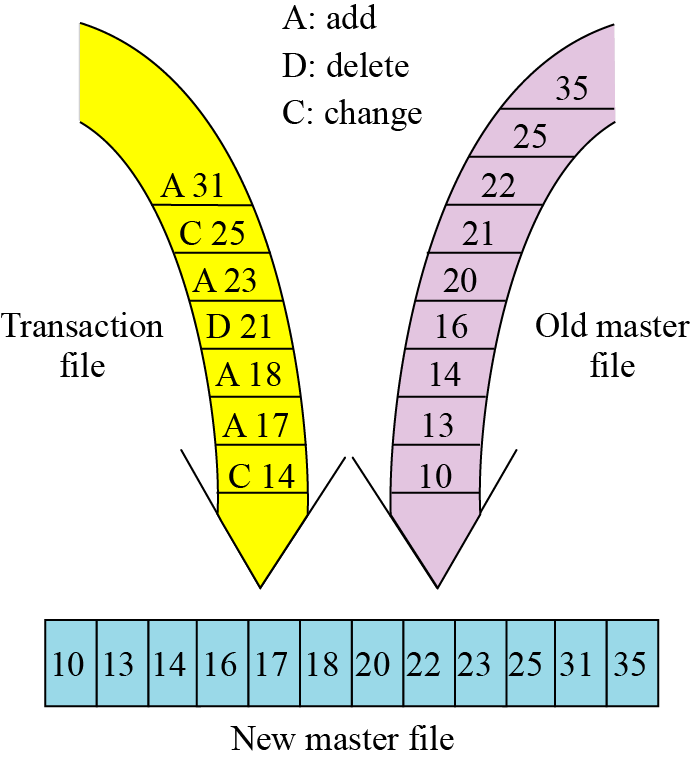 A: add
D: delete
C: change
A 31
C 25
A 23
D 21
A 18
A 17
C 14
35
25
22
21
20
16
14
13
10
Transaction
file
Old master
file
10 13 14 16 17 18 20 22 23 25 31 35
New master file